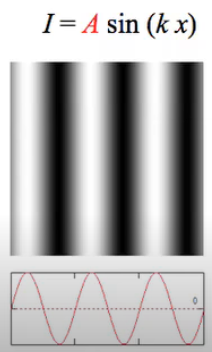 I = A sin (k x)
0